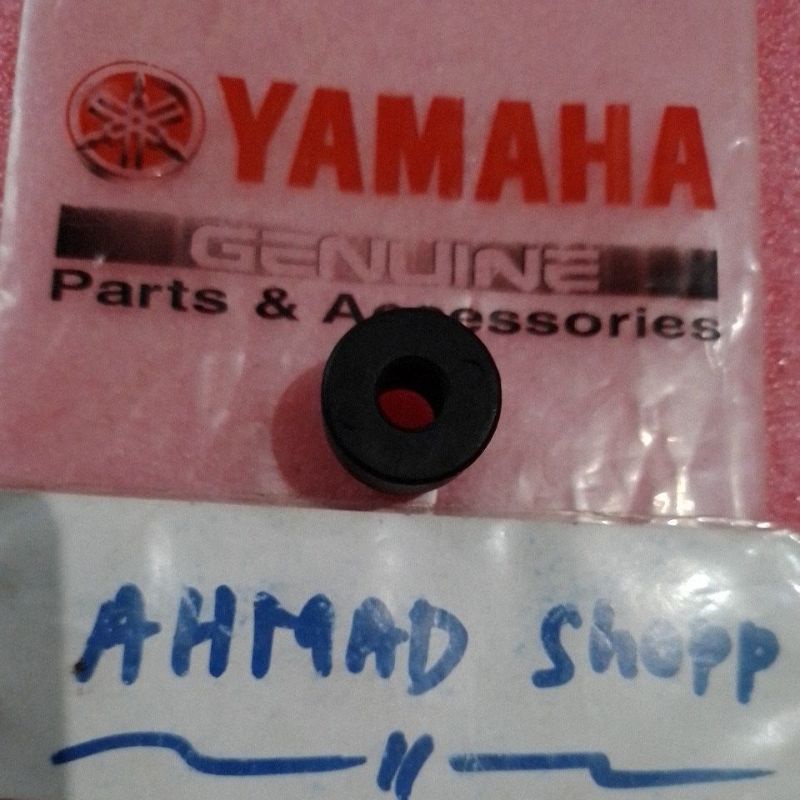 YAMAHA
GENUINE
Parts & Accessories
AHMAD Shopp